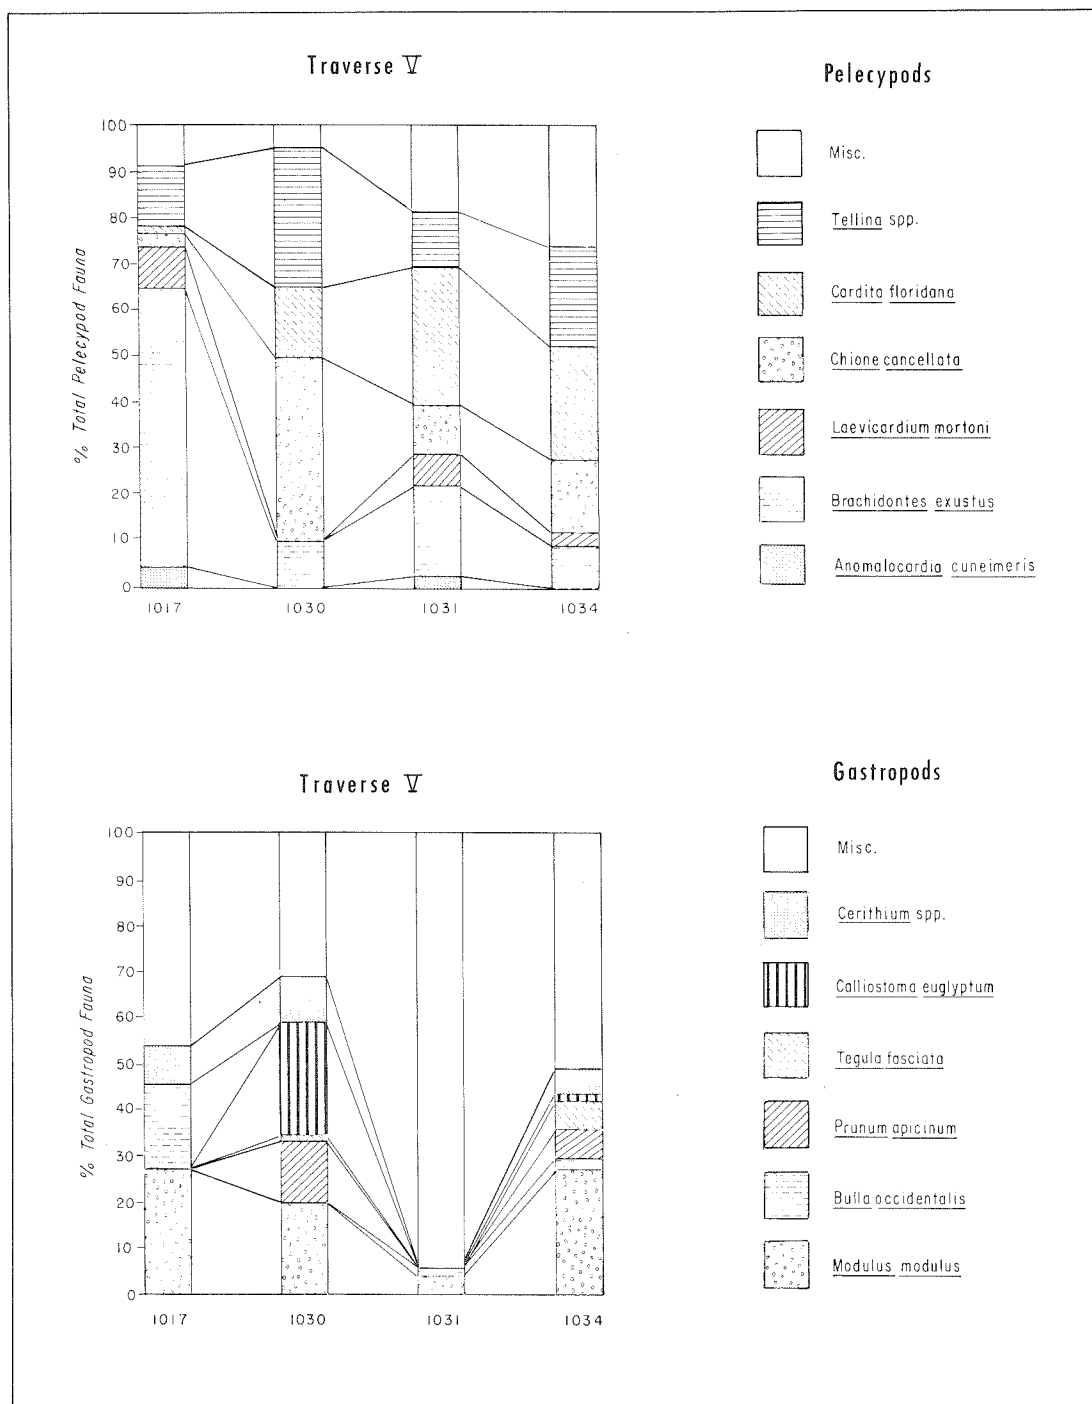 Traverse V
Pelecypods
% Total Pelecypod Fauna
100
90
80
70
60
50
40
30
20
10
0
1017 1030 1031 1034
Misc.
Tellina spp.
Cardita floridana
Chione cancellata
Laevicardium mortoni
Brachidontes exustus
Anomalocardia cuneimeris
Traverse V
Gastropods
% Total Gastropod Fauna
100
90
80
70
60
50
40
30
20
10
0
1017 1030 1031 1034
Misc.
Cerithium spp.
Calliostoma euglyptum
Tegula fasciata
Prunum apicinum
Bulla occidentalis
Modulus modulus